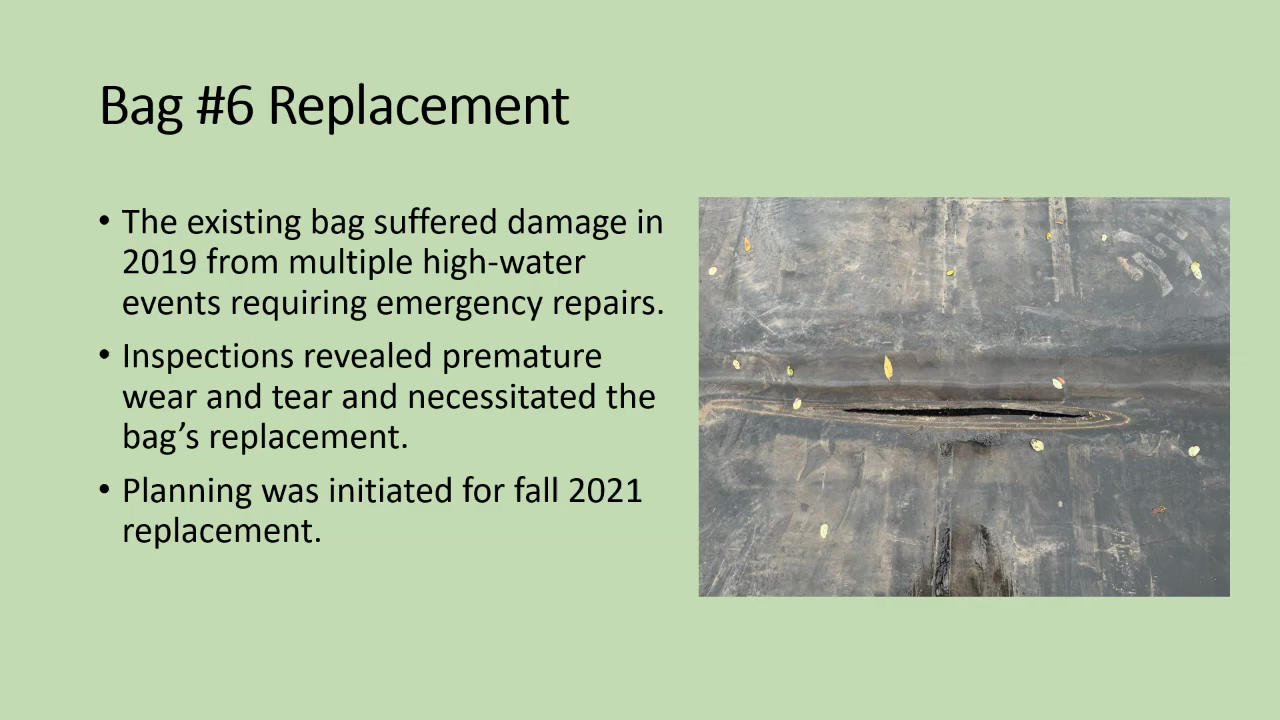 Bag #6 Replacement
• The existing bag suffered damage in
2019 from multiple high-water
events requiring emergency repairs.
• Inspections revealed premature
wear and tear and necessitated the
bag’s replacement.
• Planning was initiated for fall 2021
replacement.